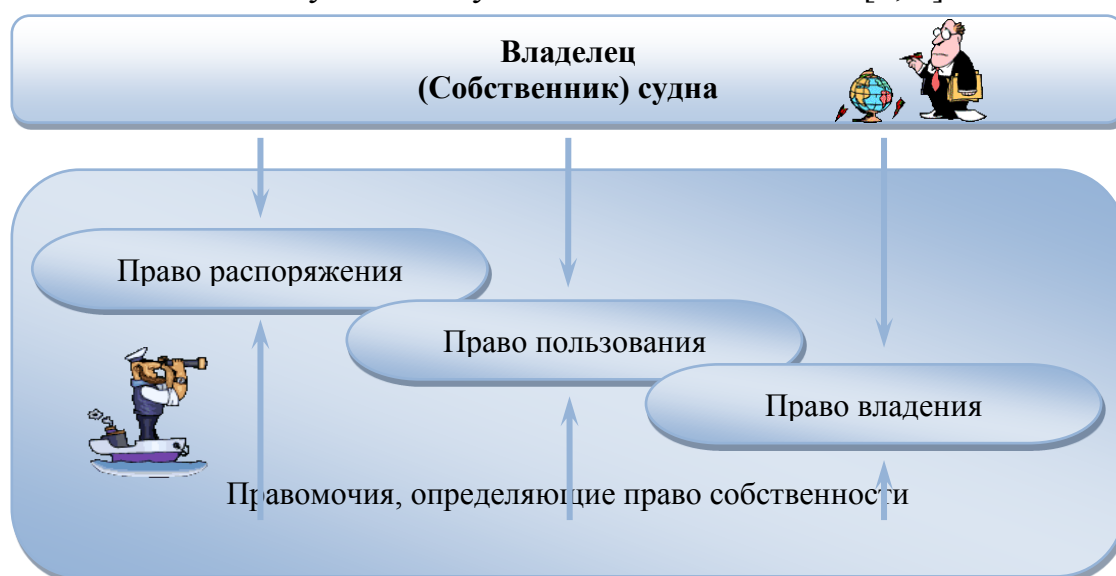 Владелец
(Собственник) судна
Право распоряжения
Право пользования
Право владения
Правомочия, определяющие право собственности